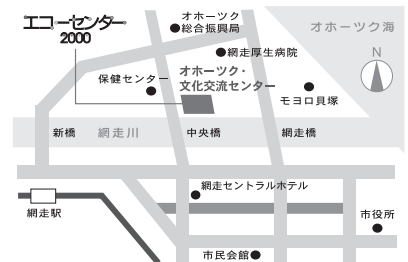 エコーセンター
2000
オホーツク
総合振興局
オホーツク海
網走厚生病院
N
保健センター
オホーツク・
文化交流センター
モヨロ貝塚
新橋
網走川
中央橋
網走橋
網走セントラルホテル
網走駅
市役所
市民会館